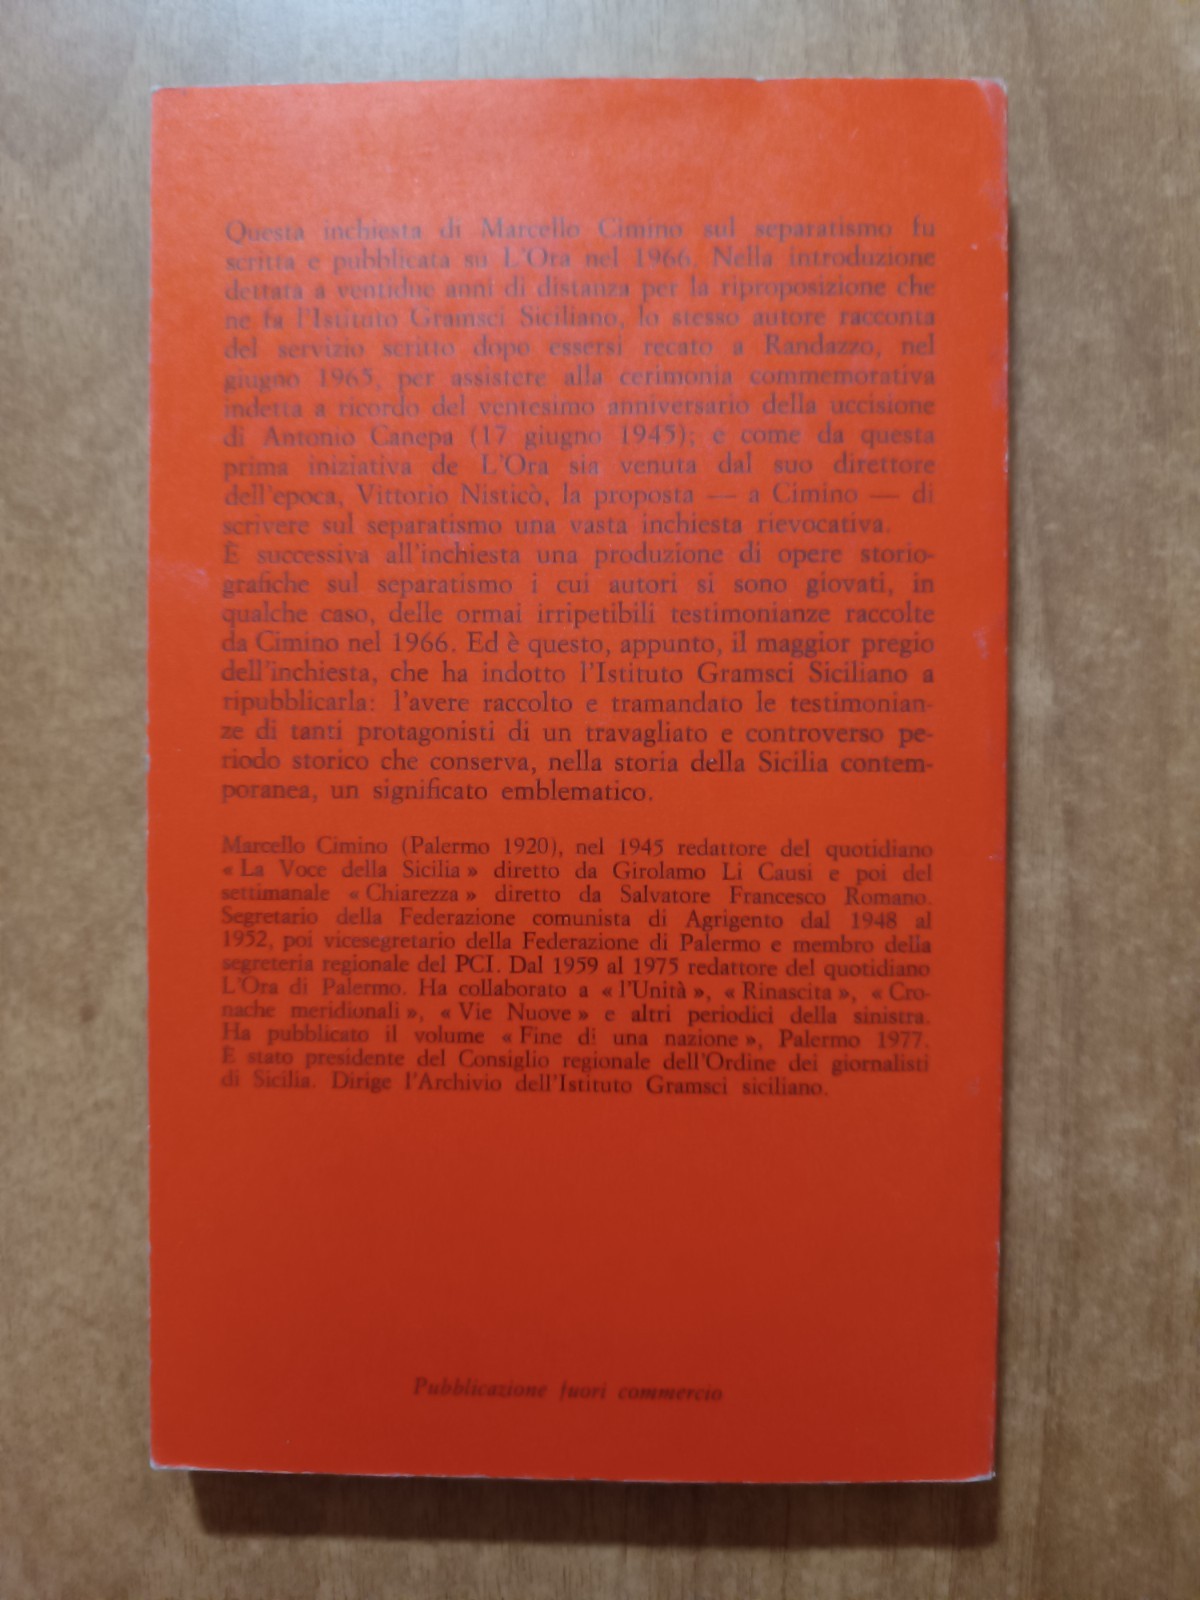 Questa inchiesta di Marcello Cimino sul separatismo fu
scritta e pubblicata su L'Ora nel 1966. Nella introduzione
dettata a ventidue anni di distanza per la riproposizione che
ne fa l'Istituto Gramsci Siciliano, lo stesso autore racconta
del servizio scritto dopo essersi recato a Randazzo, nel
giugno 1965, per assistere alla cerimonia commemorativa
indetta a ricordo del ventesimo anniversario della uccisione
di Antonio Canepa (17 giugno 1945); e come da questa
prima iniziativa de L'Ora sia venuta dal suo direttore
dell'epoca, Vittorio Nisticò, la proposta — a Cimino — di
scrivere sul separatismo una vasta inchiesta rievocativa.
È successiva all'inchiesta una produzione di opere storio-
grafiche sul separatismo i cui autori si sono giovati, in
qualche caso, delle ormai irripetibili testimonianze raccolte
da Cimino nel 1966. Ed è questo, appunto, il maggior pregio
dell'inchiesta, che ha indotto l'Istituto Gramsci Siciliano a
ripubblicarla: l'avere raccolto e tramandato le testimonian-
ze di tanti protagonisti di un travagliato e controverso pe-
riodo storico che conserva, nella storia della Sicilia contem-
poranea, un significato emblematico.
Marcello Cimino (Palermo 1920), nel 1945 redattore del quotidiano
« La Voce della Sicilia » diretto da Girolamo Li Causi e poi del
settimanale « Chiarezza » diretto da Salvatore Francesco Romano.
Segretario della Federazione comunista di Agrigento dal 1948 al
1952, poi vicesegretario della Federazione di Palermo e membro della
segreteria regionale del PCI. Dal 1959 al 1975 redattore del quotidiano
L'Ora di Palermo. Ha collaborato a « l'Unità », « Rinascita », « Cro-
nache meridionali », « Vie Nuove » e altri periodici della sinistra.
Ha pubblicato il volume « Fine di una nazione », Palermo 1977.
È stato presidente del Consiglio regionale dell'Ordine dei giornalisti
di Sicilia. Dirige l'Archivio dell'Istituto Gramsci siciliano.
Pubblicazione fuori commercio